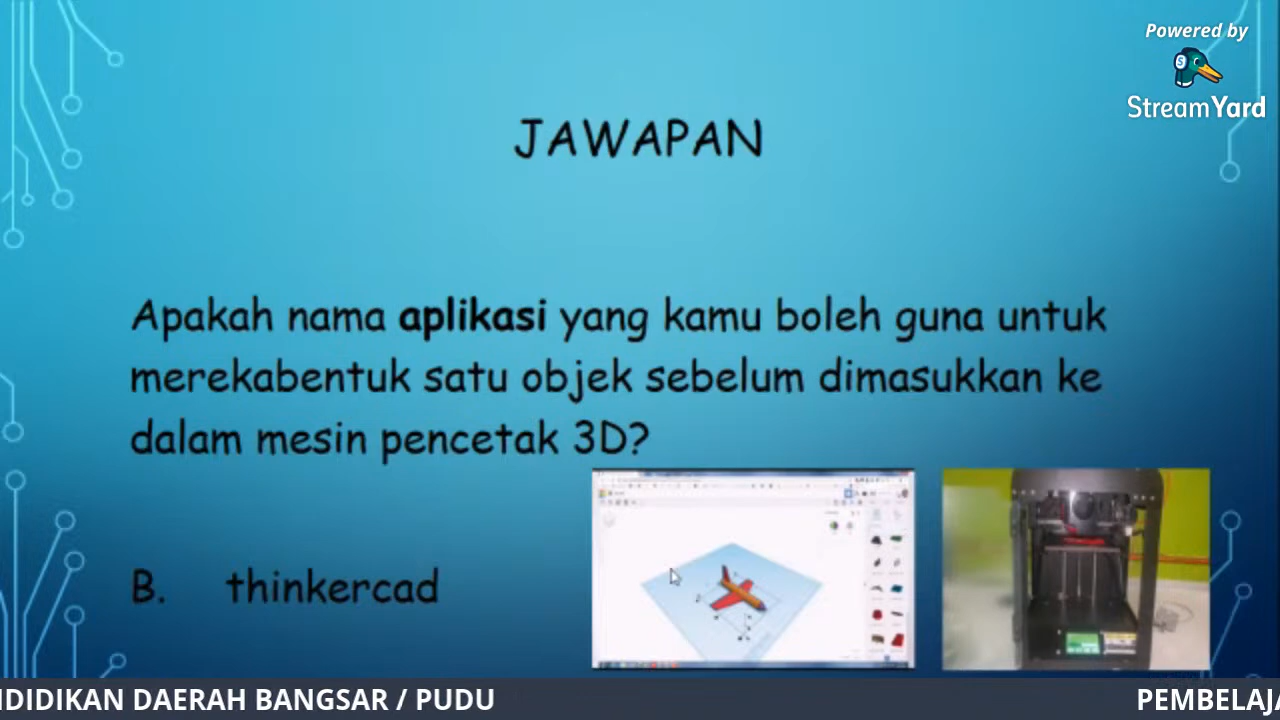 Powered by
StreamYard
JAWAPAN
Apakah nama aplikasi yang kamu boleh guna untuk
merekabentuk satu objek sebelum dimasukkan ke
dalam mesin pencetak 3D?
B. thinkercad
DIDIKAN DAERAH BANGSAR / PUDU
PEMBELAJA